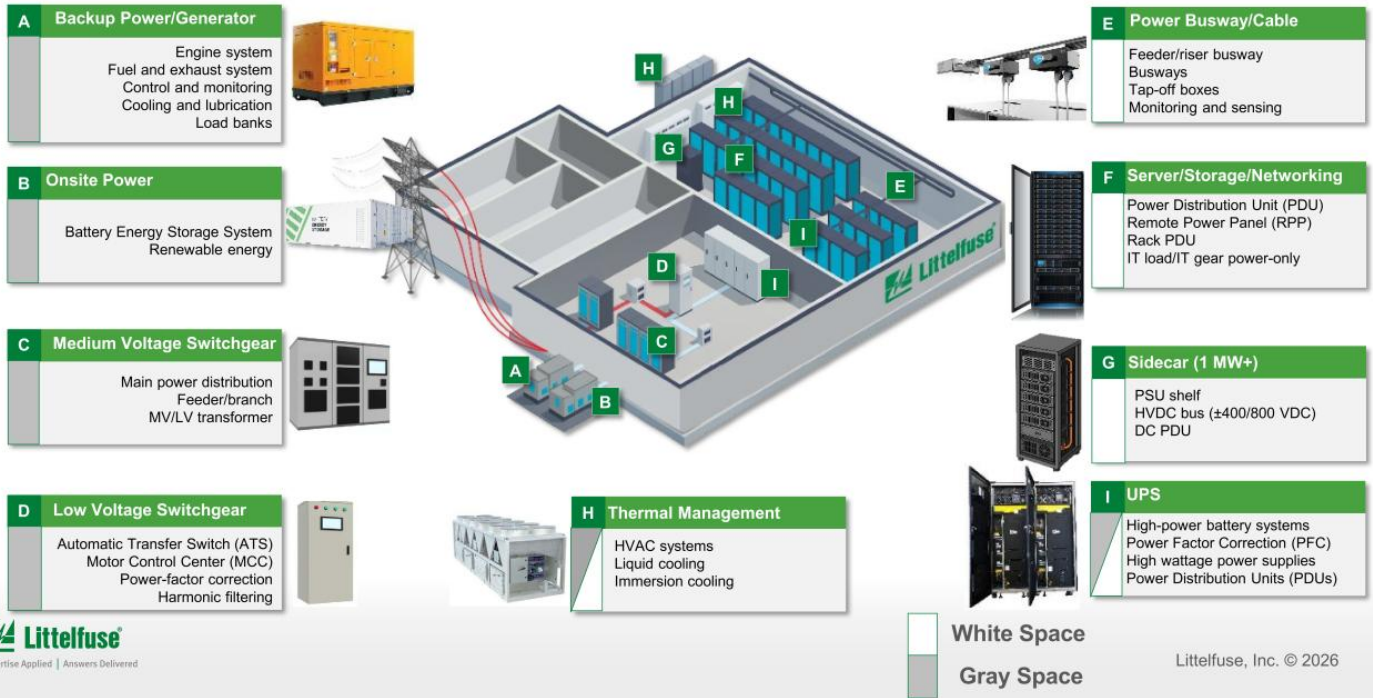 A Backup Power/Generator
Engine system
Fuel and exhaust system
Control and monitoring
Cooling and lubrication
Load banks
B Onsite Power
Battery Energy Storage System
Renewable energy
C Medium Voltage Switchgear
Main power distribution
Feeder/branch
MV/LV transformer
D Low Voltage Switchgear
Automatic Transfer Switch (ATS)
Motor Control Center (MCC)
Power-factor correction
Harmonic filtering
ENERGY
STORAGE
H
H
G
F
E
I
D
I
C
A
B
Littelfuse®
H Thermal Management
HVAC systems
Liquid cooling
Immersion cooling
E Power Busway/Cable
Feeder/riser busway
Busways
Tap-off boxes
Monitoring and sensing
F Server/Storage/Networking
Power Distribution Unit (PDU)
Remote Power Panel (RPP)
Rack PDU
IT load/IT gear power-only
G Sidecar (1 MW+)
PSU shelf
HVDC bus (±400/800 VDC)
DC PDU
I UPS
High-power battery systems
Power Factor Correction (PFC)
High wattage power supplies
Power Distribution Units (PDUs)
White Space
Gray Space
Littelfuse®
ertise Applied | Answers Delivered
Littelfuse, Inc. © 2026